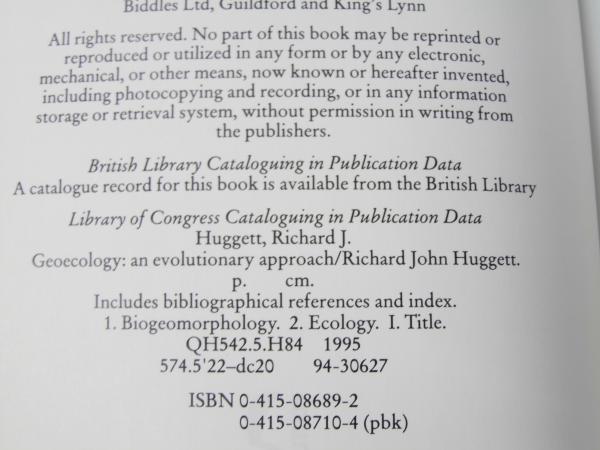 Biddles Ltd, Guildford and King's Lynn
All rights reserved. No part of this book may be reprinted or
reproduced or utilized in any form or by any electronic,
mechanical, or other means, now known or hereafter invented,
including photocopying and recording, or in any information
storage or retrieval system, without permission in writing from
the publishers.
British Library Cataloguing in Publication Data
A catalogue record for this book is available from the British Library
Library of Congress Cataloguing in Publication Data
Huggett, Richard J.
Geoecology: an evolutionary approach/Richard John Huggett.
p. cm.
Includes bibliographical references and index.
1. Biogeomorphology. 2. Ecology. I. Title.
QH542.5.H84 1995
574.5'22–dc20 94-30627
ISBN 0-415-08689-2
0-415-08710-4 (pbk)